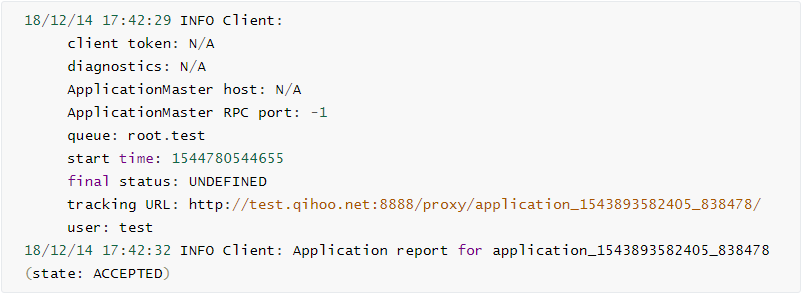 18/12/14 17:42:29 INFO Client:
client token: N/A
diagnostics: N/A
ApplicationMaster host: N/A
ApplicationMaster RPC port: -1
queue: root.test
start time: 1544780544655
final status: UNDEFINED
tracking URL: http://test.qihoo.net:8888/proxy/application_1543893582405_838478/
user: test
18/12/14 17:42:32 INFO Client: Application report for application_1543893582405_838478
(state: ACCEPTED)